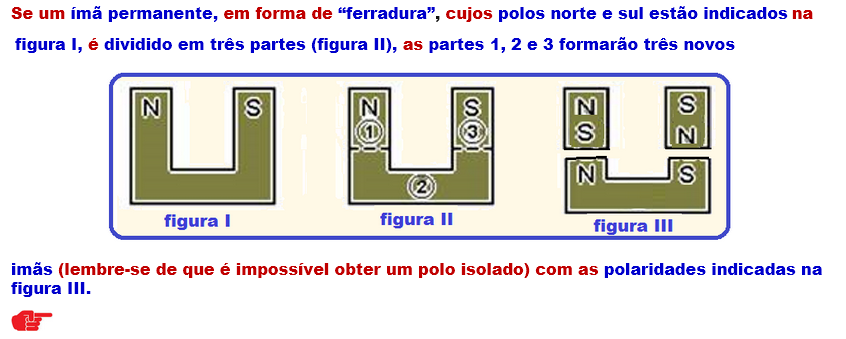 Se um ímã permanente, em forma de “ferradura”, cujos polos norte e sul estão indicados na
figura I, é dividido em três partes (figura II), as partes 1, 2 e 3 formarão três novos
N S
N S
N S
1 3
S N
2
N S
figura I
figura II
figura III
imãs (lembre-se de que é impossível obter um polo isolado) com as polaridades indicadas na
figura III.